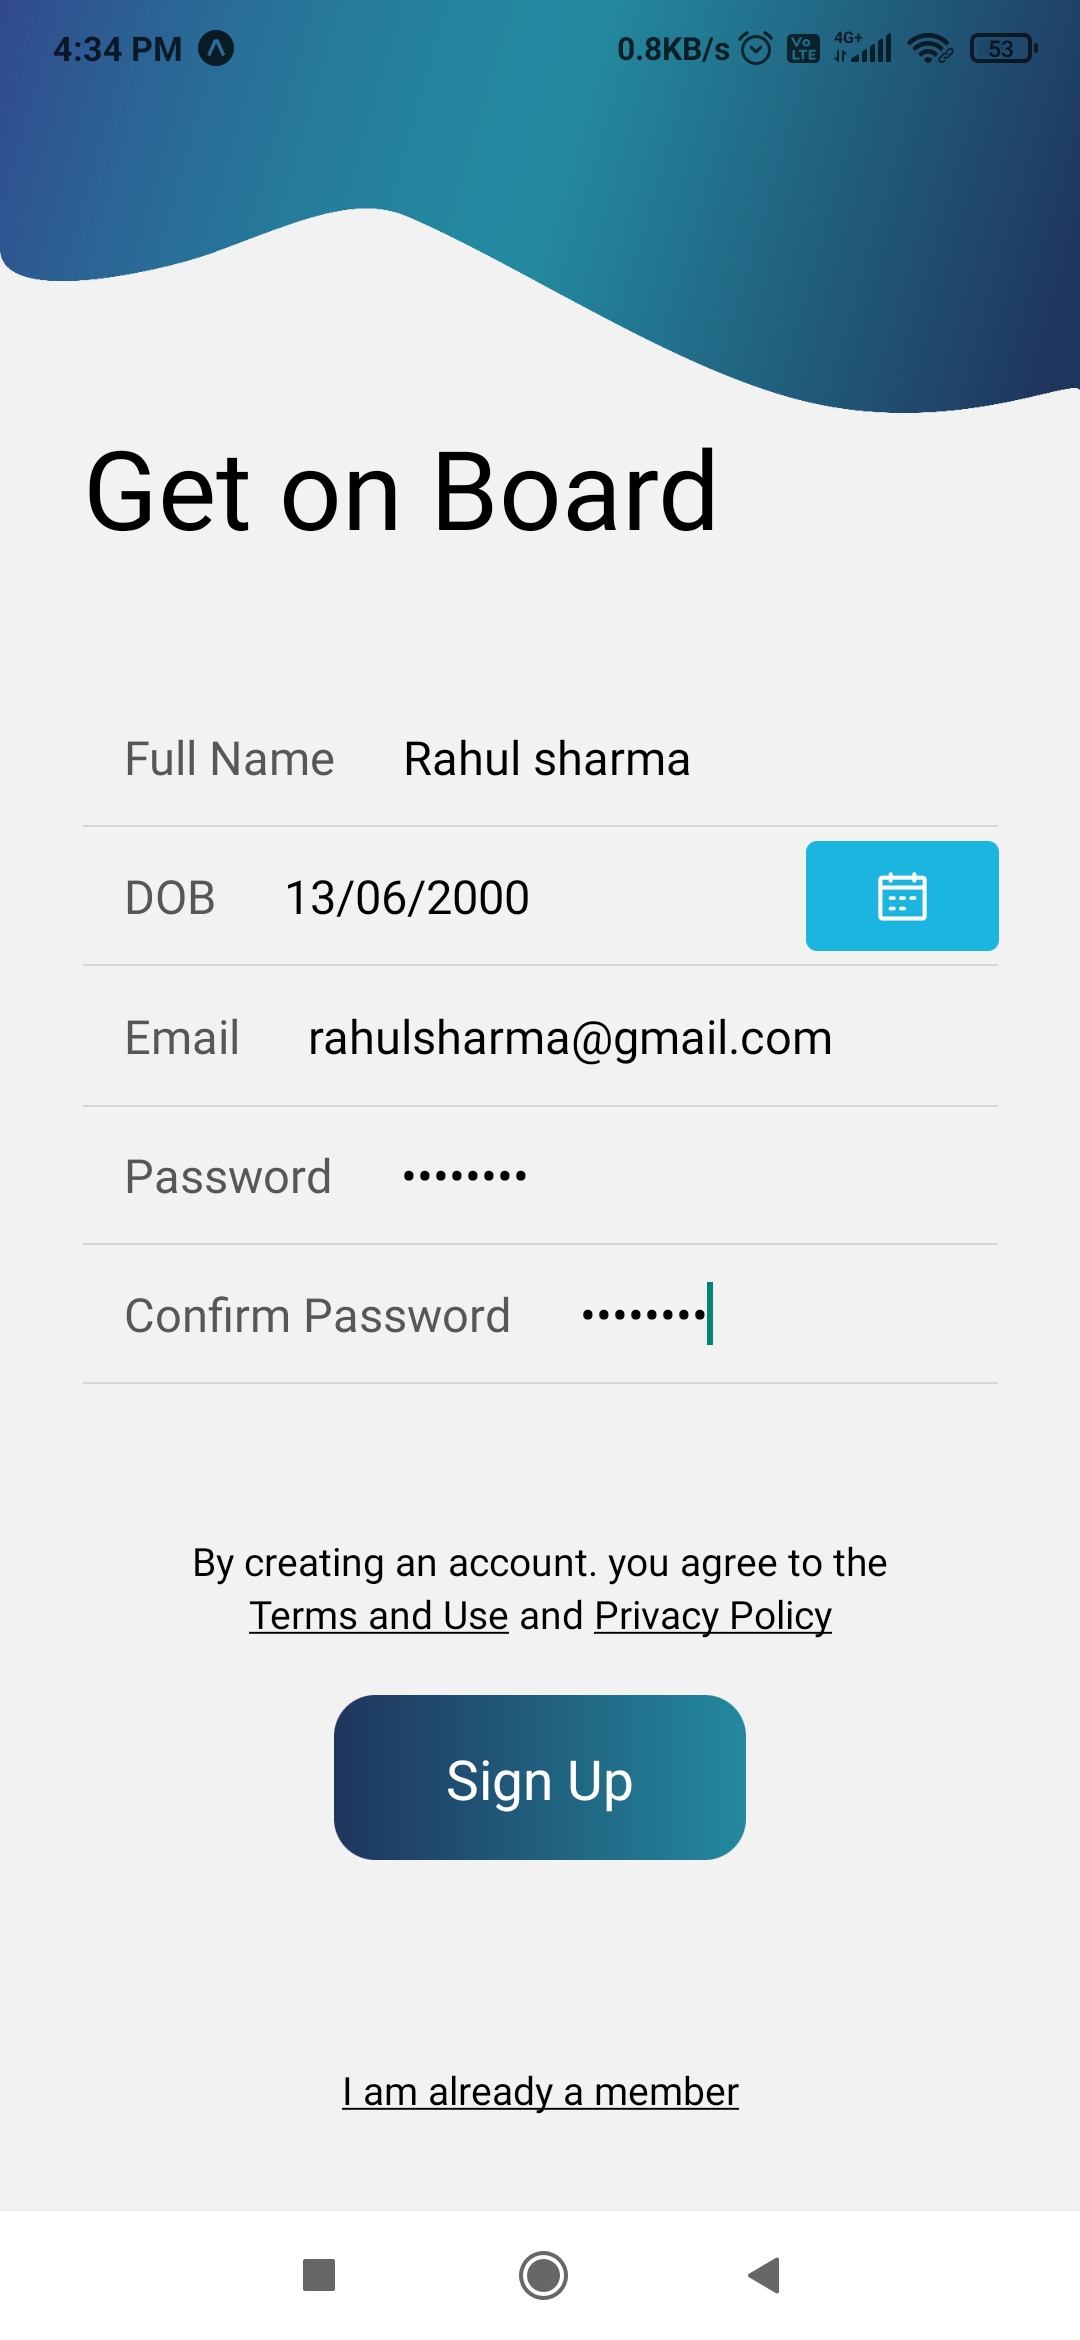 4:34 PM 0.8KB/s Vo LTE 4G+ 53
Get on Board
Full Name Rahul sharma
DOB 13/06/2000
Email rahulsharma@gmail.com
Password ••••••••
Confirm Password ••••••••
By creating an account. you agree to the
Terms and Use and Privacy Policy
Sign Up
I am already a member